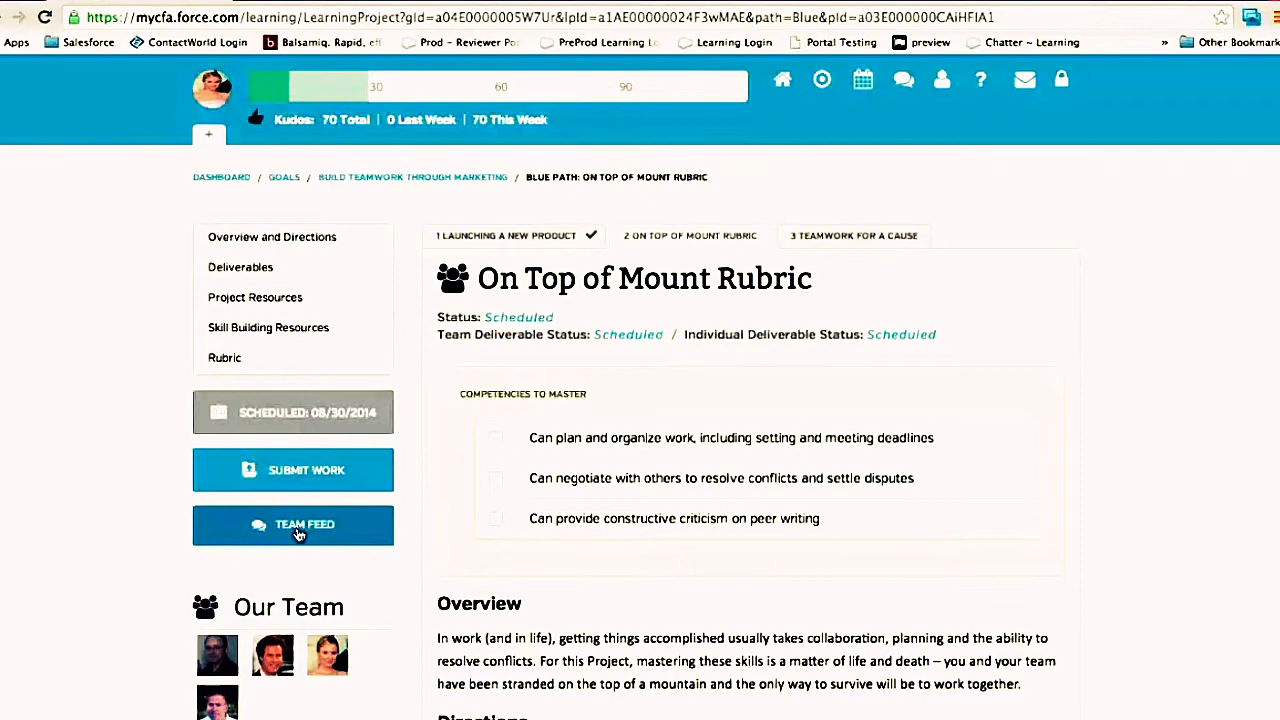 https://mycfa.force.com/learning/LearningProject?gId=a04E0000005W7Ur&lpId=a1AE00000024F3wMAE&path=Blue&pId=a03E000000CAiHFIA1
Apps Salesforce ContactWorld Login Balsamiq. Rapid, eff Prod – Reviewer Po PreProd Learning Lo Learning Login Portal Testing preview Chatter ~ Learning » Other Bookmark
30 60 90
Kudos: 70 Total | 0 Last Week | 70 This Week
+
DASHBOARD / GOALS / BUILD TEAMWORK THROUGH MARKETING / BLUE PATH: ON TOP OF MOUNT RUBRIC
Overview and Directions
Deliverables
Project Resources
Skill Building Resources
Rubric
SCHEDULED: 08/30/2014
SUBMIT WORK
TEAM FEED
Our Team
1 LAUNCHING A NEW PRODUCT ✔ 2 ON TOP OF MOUNT RUBRIC 3 TEAMWORK FOR A CAUSE
On Top of Mount Rubric
Status: Scheduled
Team Deliverable Status: Scheduled / Individual Deliverable Status: Scheduled
COMPETENCIES TO MASTER
Can plan and organize work, including setting and meeting deadlines
Can negotiate with others to resolve conflicts and settle disputes
Can provide constructive criticism on peer writing
Overview
In work (and in life), getting things accomplished usually takes collaboration, planning and the ability to
resolve conflicts. For this Project, mastering these skills is a matter of life and death – you and your team
have been stranded on the top of a mountain and the only way to survive will be to work together.
Directions